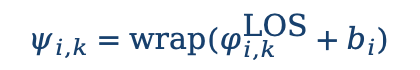 ψ_{i,k} = wrap(φ_{i,k}^{LOS} + b_i)